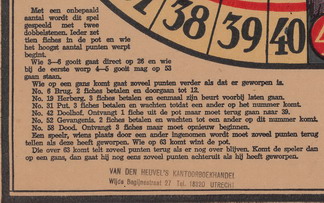 Met een onbepaald
aantal wordt dit spel
gespeeld met twee
dobbelsteenen. Ieder zet
tien fiches in de pot en wie
het hoogst aantal punten werpt
begint.
Wie 3—6 gooit gaat direct op 26 en wie
bij de eerste worp 4—5 gooit mag op 53
gaan staan.
Wie op een gans komt gaat zooveel punten verder als dat er geworpen is.
No. 6 Brug, 2 fiches betalen en doorgaan tot 12.
No. 19 Herberg, 3 fiches betalen en eenmaal zijn beurt voorbij laten gaan.
No. 31 Put, 3 fiches betalen en wachten totdat een ander op het nummer komt.
No. 42 Doolhof, Ontvangt 1 fiche uit de pot maar moet terug gaan naar 39.
No. 52 Gevangenis, 2 fiches betalen en wachten tot een ander op dit nummer komt.
No. 58 Dood. Ontvangt 3 fiches maar moet opnieuw beginnen.
Een speler, wiens plaats door een ander ingenomen wordt moet zooveel punten terug
tellen als deze heeft geworpen. Wie op 63 komt wint de pot.
Die over 63 komt telt zooveel punten terug als er nog over blijven. Komt de speler dan
op een gans, dan gaat hij nog eens zooveel punten achteruit als hij heeft geworpen.
38
39
40
VAN DEN HEUVEL'S KANTOORBOEKHANDEL
Wijde Begijnestraat 27 Tel. 18230 UTRECHT